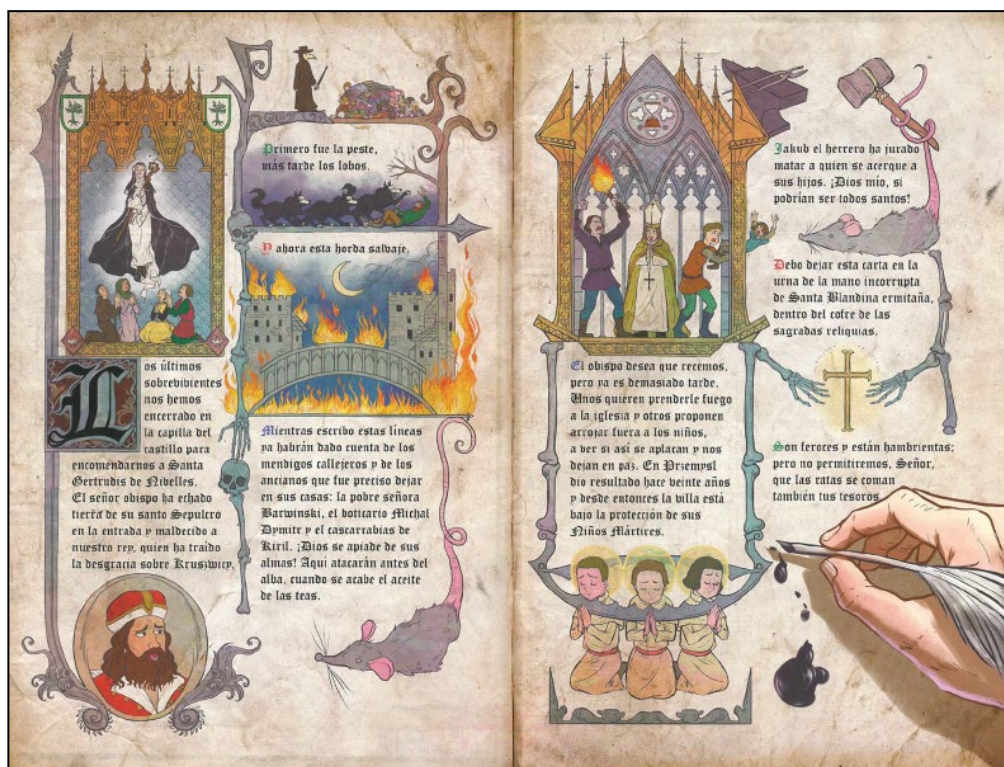 Los últimos
sobrevivientes
nos hemos
encerrado en
la capilla del
castillo para
encomendarnos a Santa
Gertrudis de Nivelles.
El señor obispo ha echado
tierra de su santo Sepulcro
en la entrada y maldecido a
nuestro rey, quien ha traído
la desgracia sobre Kruszwicy.
Primero fue la peste,
más tarde los lobos.
Y ahora esta horda salvaje.
Mientras escribo estas líneas
ya habrán dado cuenta de los
mendigos callejeros y de los
ancianos que fue preciso dejar
en sus casas: la pobre señora
Barwinski, el boticario Michal
Dymitr y el cascarrabias de
Kiril. ¡Dios se apiade de sus
almas! Aquí atacarán antes del
alba, cuando se acabe el aceite
de las teas.
El obispo desea que recemos,
pero ya es demasiado tarde.
Unos quieren prenderle fuego
a la iglesia y otros proponen
arrojar fuera a los niños,
a ver si así se aplacan y nos
dejan en paz. En Przemysl
dio resultado hace veinte años
y desde entonces la villa está
bajo la protección de sus
Niños Mártires.
Jakub el herrero ha jurado
matar a quien se acerque a
sus hijos. ¡Dios mío, si
podrían ser todos santos!
Debo dejar esta carta en la
urna de la mano incorrupta
de Santa Blandina ermitaña,
dentro del cofre de las
sagradas reliquias.
Son feroces y están hambrientas;
pero no permitiremos, Señor,
que las ratas se coman
también tus tesoros